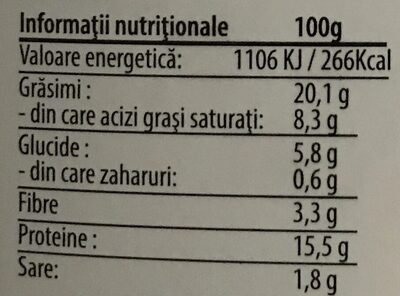 Informații nutriționale 100g
Valoare energetică: 1106 KJ / 266Kcal
Grăsimi : 20,1 g
- din care acizi grași saturați: 8,3 g
Glucide : 5,8 g
- din care zaharuri: 0,6 g
Fibre 3,3 g
Proteine : 15,5 g
Sare: 1,8 g